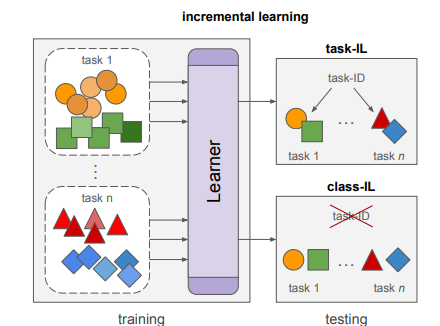 incremental learning
task 1
⋮
task n
Learner
training
task-IL
task-ID
...
task 1
task n
class-IL
task-ID
...
task 1
task n
testing